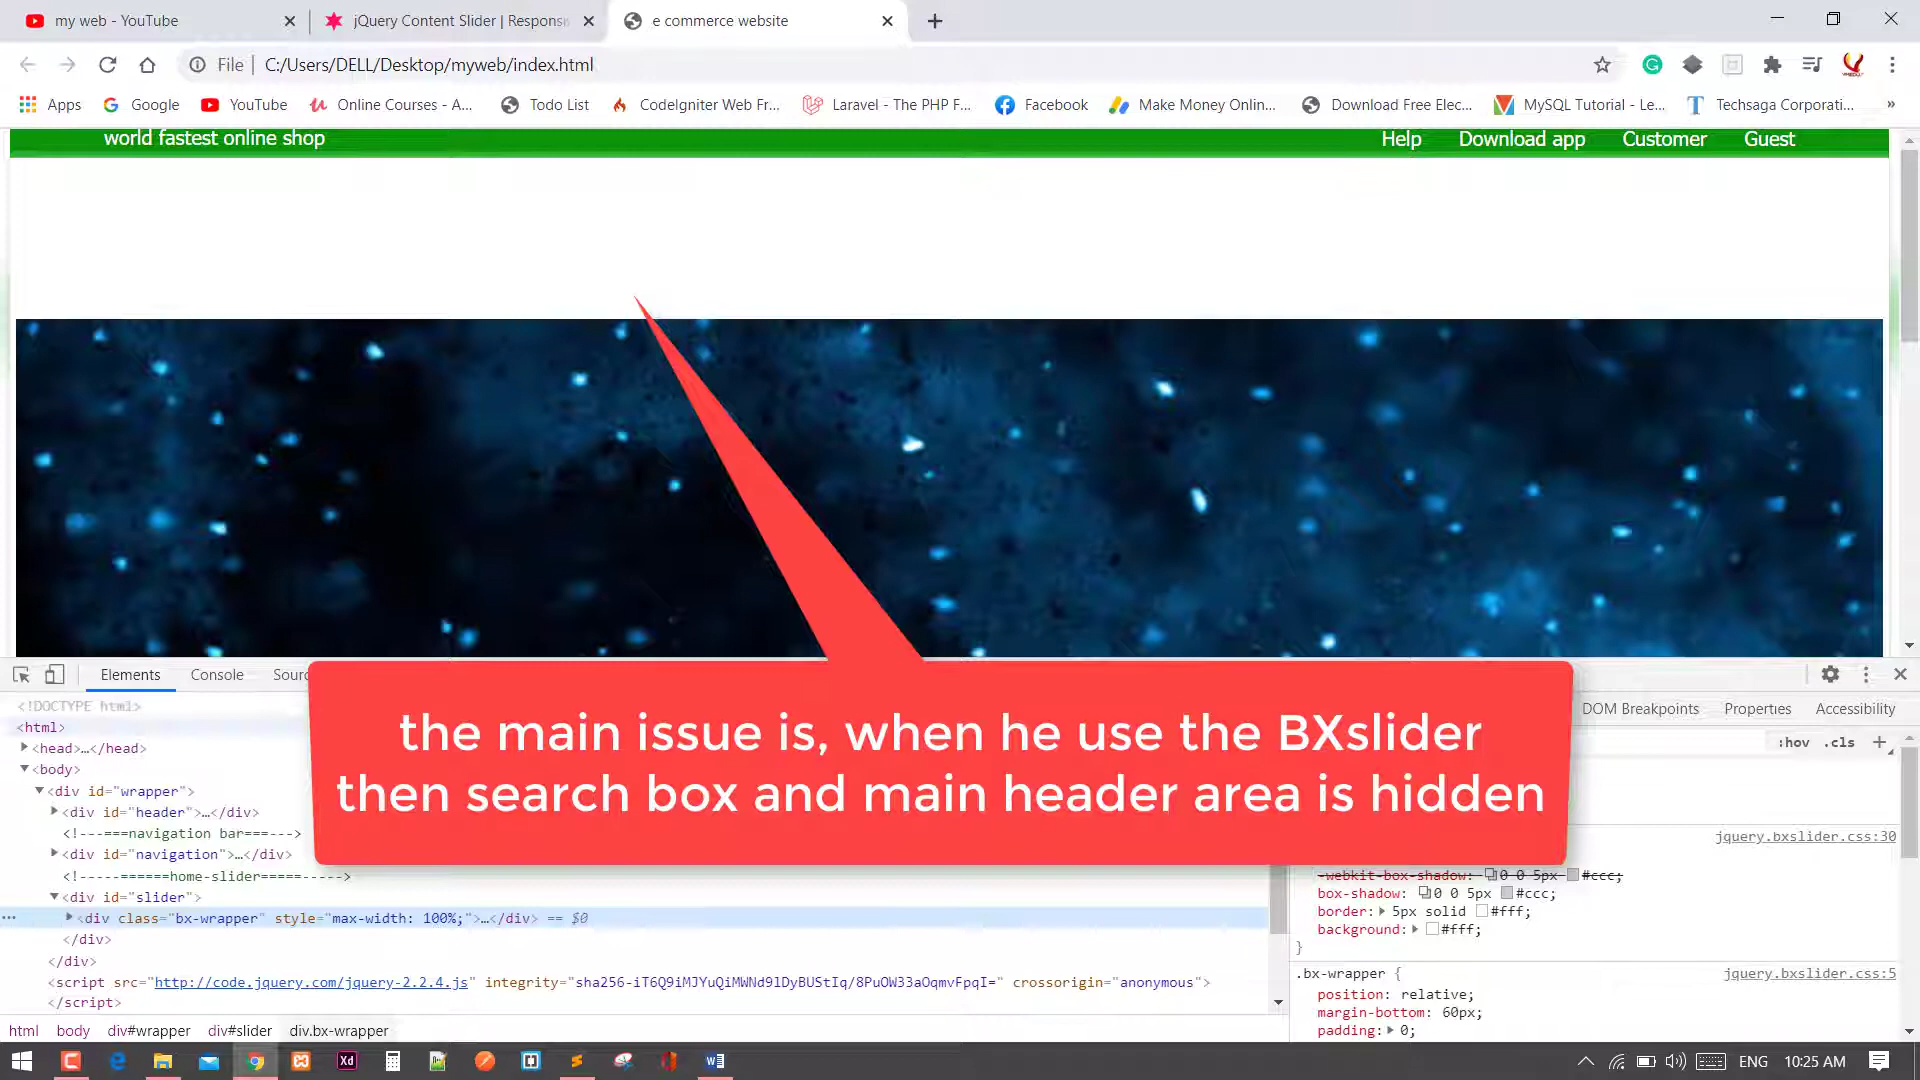 my web - YouTube
jQuery Content Slider | Respons
e commerce website
File
C:/Users/DELL/Desktop/myweb/index.html
Apps
Google
YouTube
Online Courses - A...
Todo List
CodeIgniter Web Fr...
Laravel - The PHP F...
Facebook
Make Money Onlin...
Download Free Elec...
MySQL Tutorial - Le...
Techsaga Corporati...
»
world fastest online shop
Help
Download app
Customer
Guest
the main issue is, when he use the BXslider
then search box and main header area is hidden
Elements
Console
Sour
DOM Breakpoints
Properties
Accessibility
:hov .cls +
<!DOCTYPE html>
<html>
<head>…</head>
<body>
<div id="wrapper">
<div id="header">…</div>
<!---===navigation bar===--->
<div id="navigation">…</div>
<!-----======home-slider=====----->
<div id="slider">
<div class="bx-wrapper" style="max-width: 100%;">…</div> == $0
</div>
</div>
<script src="http://code.jquery.com/jquery-2.2.4.js" integrity="sha256-iT6Q9iMJYuQiMWNd9lDyBUStIq/8PuOW33aOqmvFpqI=" crossorigin="anonymous">
</script>
jquery.bxslider.css:30
-webkit-box-shadow: 0 0 5px #ccc;
box-shadow: 0 0 5px #ccc;
border: 5px solid #fff;
background: #fff;
}
.bx-wrapper {
jquery.bxslider.css:5
position: relative;
margin-bottom: 60px;
padding: 0;
html
body
div#wrapper
div#slider
div.bx-wrapper
Xd
ENG
10:25 AM